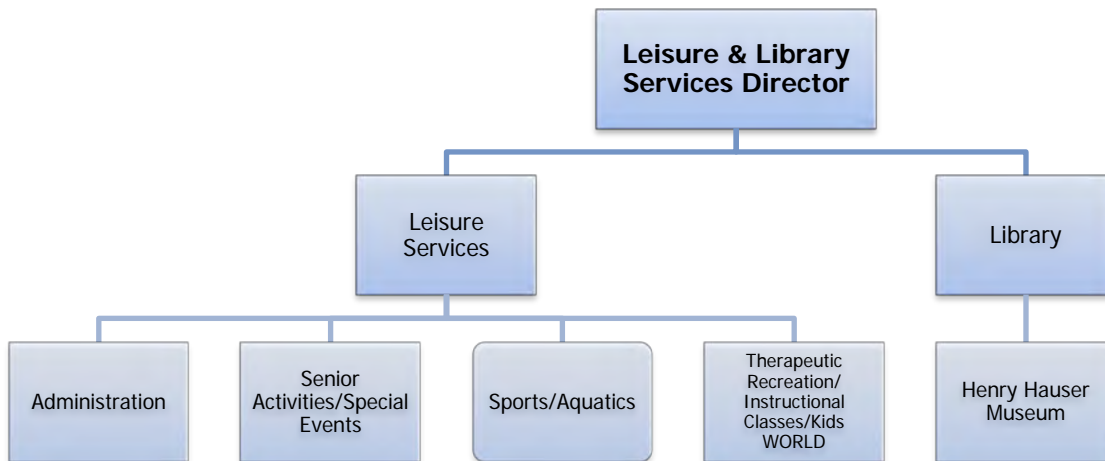 Leisure & Library
Services Director
Leisure
Services
Library
Administration
Senior
Activities/Special
Events
Sports/Aquatics
Therapeutic
Recreation/
Instructional
Classes/Kids
WORLD
Henry Hauser
Museum